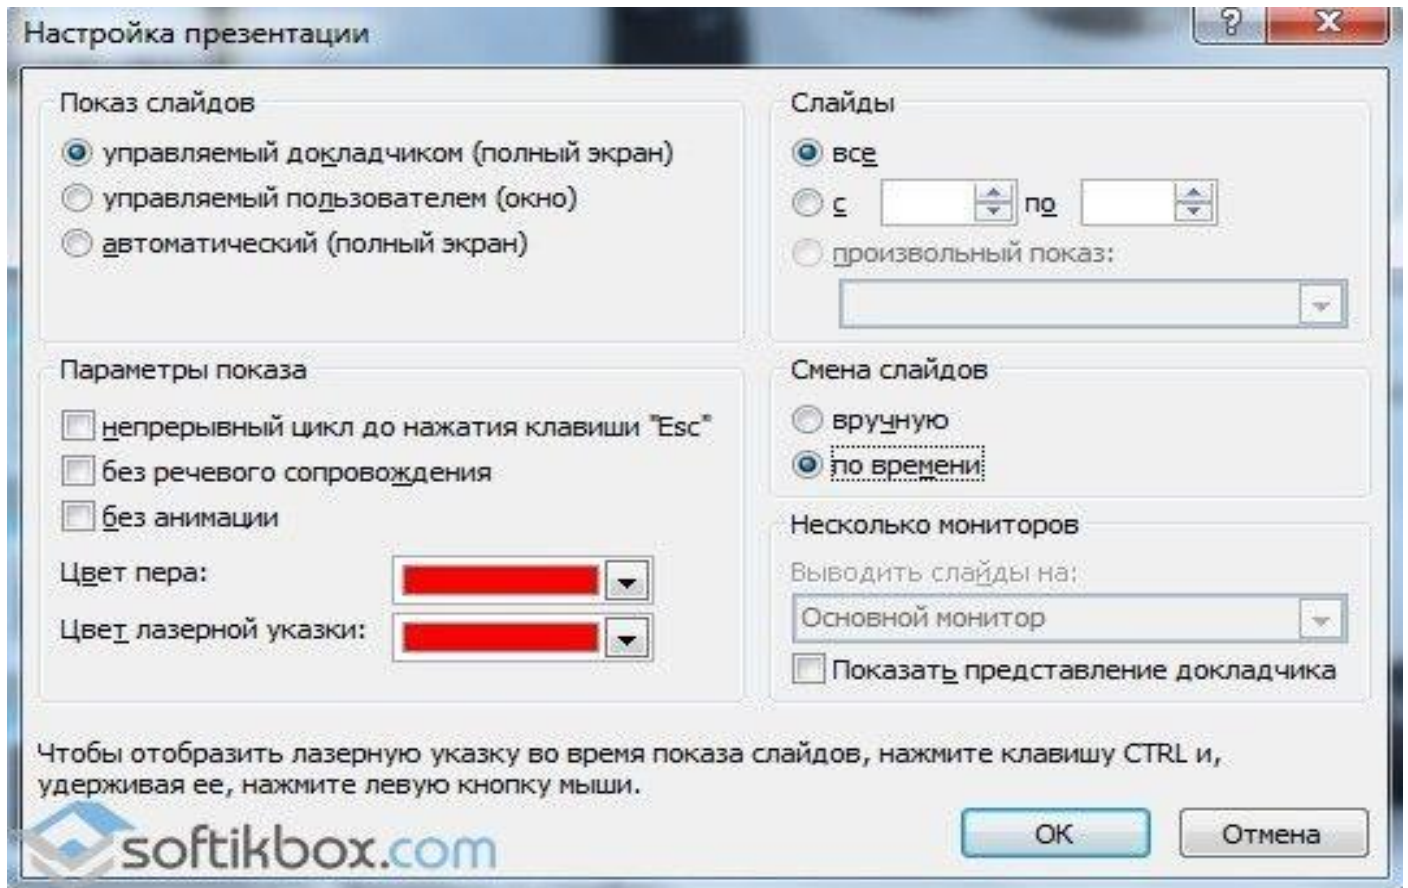 Настройка презентации
?
Показ слайдов
управляемый докладчиком (полный экран)
управляемый пользователем (окно)
автоматический (полный экран)
Слайды
все
с по
произвольный показ:
Параметры показа
непрерывный цикл до нажатия клавиши "Esc"
без речевого сопровождения
без анимации
Цвет пера:
Цвет лазерной указки:
Смена слайдов
вручную
по времени
Несколько мониторов
Выводить слайды на:
Основной монитор
Показать представление докладчика
Чтобы отобразить лазерную указку во время показа слайдов, нажмите клавишу CTRL и,
удерживая ее, нажмите левую кнопку мыши.
OK Отмена
softikbox.com